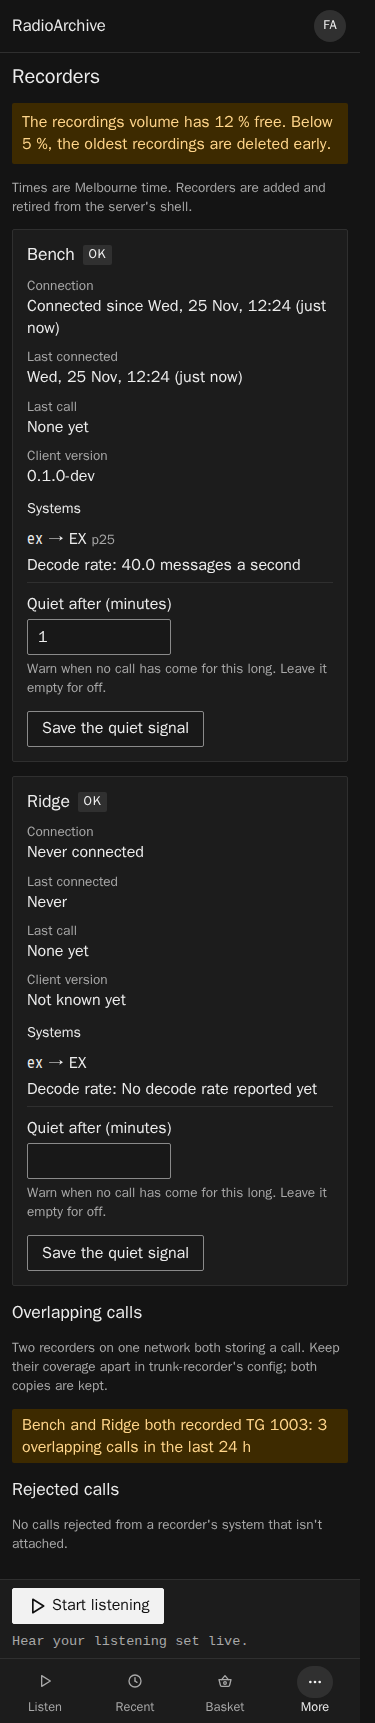 RadioArchive
FA
Recorders
The recordings volume has 12 % free. Below
5 %, the oldest recordings are deleted early.
Times are Melbourne time. Recorders are added and
retired from the server's shell.
Bench OK
Connection
Connected since Wed, 25 Nov, 12:24 (just
now)
Last connected
Wed, 25 Nov, 12:24 (just now)
Last call
None yet
Client version
0.1.0-dev
Systems
ex → EX p25
Decode rate: 40.0 messages a second
Quiet after (minutes)
1
Warn when no call has come for this long. Leave it
empty for off.
Save the quiet signal
Ridge OK
Connection
Never connected
Last connected
Never
Last call
None yet
Client version
Not known yet
Systems
ex → EX
Decode rate: No decode rate reported yet
Quiet after (minutes)
Warn when no call has come for this long. Leave it
empty for off.
Save the quiet signal
Overlapping calls
Two recorders on one network both storing a call. Keep
their coverage apart in trunk-recorder's config; both
copies are kept.
Bench and Ridge both recorded TG 1003: 3
overlapping calls in the last 24 h
Rejected calls
No calls rejected from a recorder's system that isn't
attached.
Start listening
Hear your listening set live.
Listen Recent Basket More